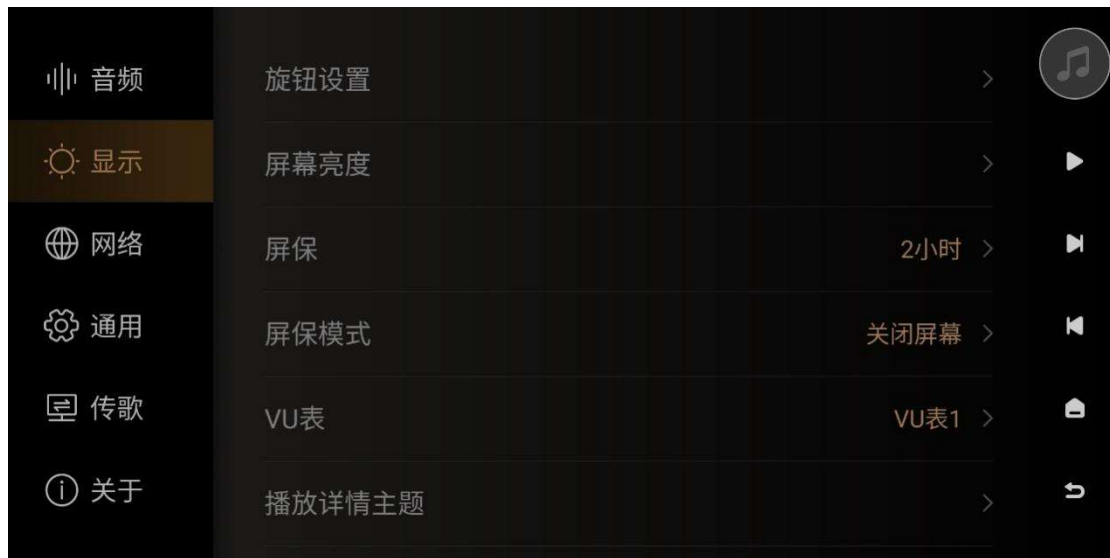 音频
显示
网络
通用
传歌
关于
旋钮设置
屏幕亮度
屏保
2小时
屏保模式
关闭屏幕
VU表
VU表1
播放详情主题